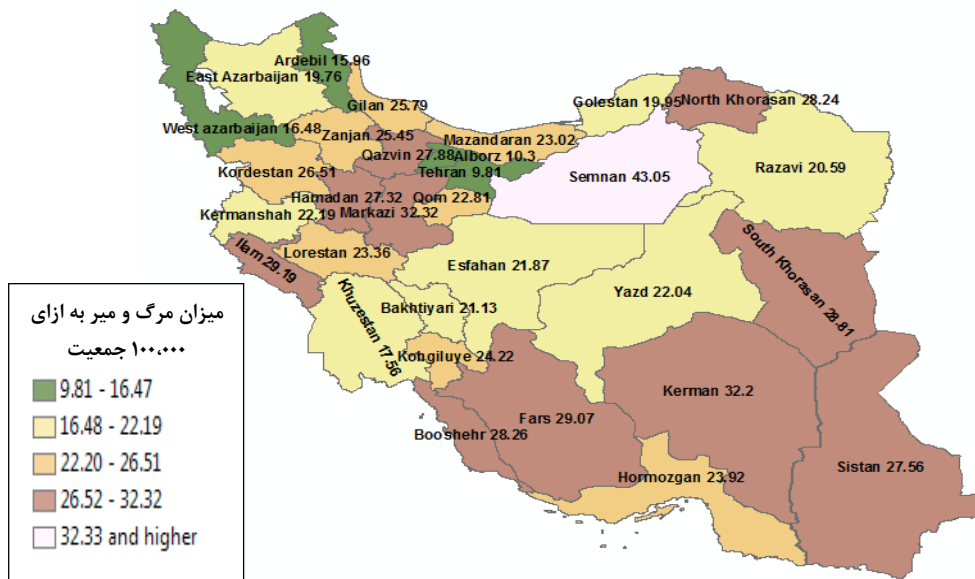 Ardebil 15.96
East Azarbaijan 19.76
Gilan 25.79
Golestan 19.95
North Khorasan 28.24
West azarbaijan 16.48
Zanjan 25.45
Mazandaran 23.02
Qazvin 27.88
Alborz 10.3
Tehran 9.81
Semnan 43.05
Razavi 20.59
Kordestan 26.51
Hamadan 27.32
Qom 22.81
Kermanshah 22.19
Markazi 32.32
Ilam 29.19
Lorestan 23.36
Esfahan 21.87
South Khorasan 28.81
Yazd 22.04
Khuzestan 17.56
Bakhtiyari 21.13
Kohgiluye 24.22
Kerman 32.2
Fars 29.07
Booshehr 28.26
Sistan 27.56
Hormozgan 23.92
میزان مرگ و میر به ازای
۱۰۰،۰۰۰ جمعیت
9.81 - 16.47
16.48 - 22.19
22.20 - 26.51
26.52 - 32.32
32.33 and higher